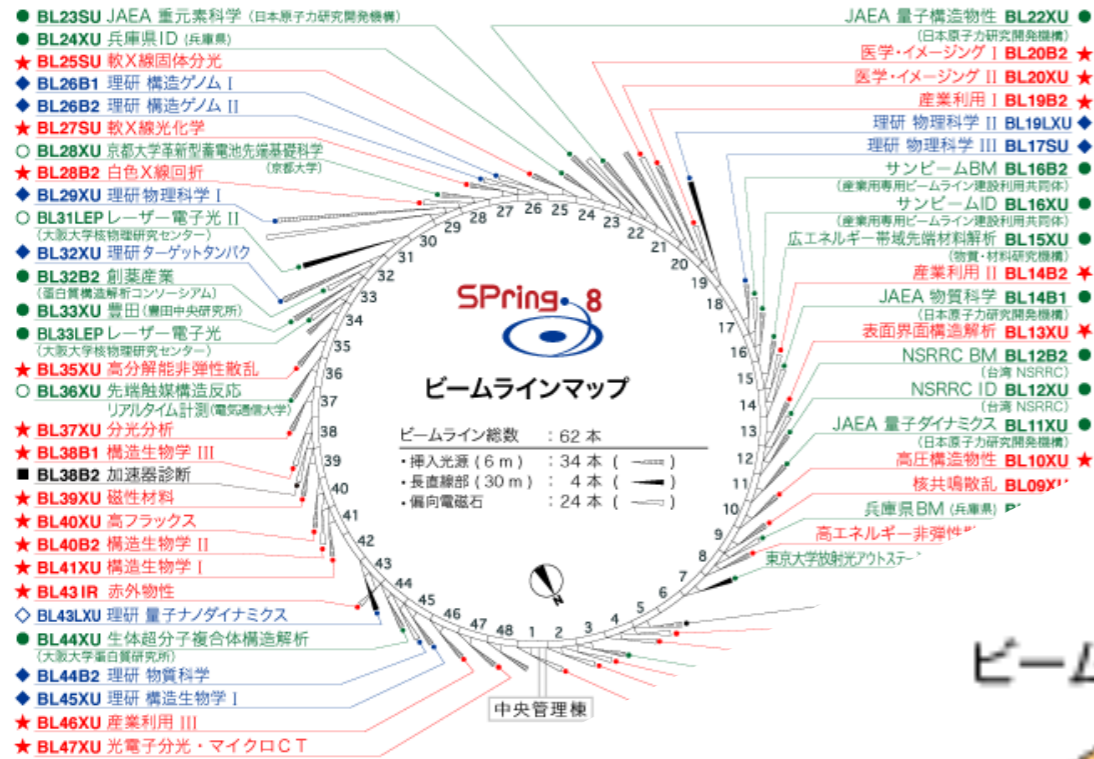 ● BL23SU JAEA 重元素科学 (日本原子力研究開発機構)
● BL24XU 兵庫県ID (兵庫県)
★ BL25SU 軟X線固体分光
◆ BL26B1 理研 構造ゲノム I
◆ BL26B2 理研 構造ゲノム II
★ BL27SU 軟X線光化学
○ BL28XU 京都大学革新型蓄電池先端基礎科学
(京都大学)
★ BL28B2 白色X線回折
◆ BL29XU 理研物理科学 I
○ BL31LEP レーザー電子光 II
(大阪大学核物理研究センター)
◆ BL32XU 理研ターゲットタンパク
● BL32B2 創薬産業
(蛋白質構造解析コンソーシアム)
● BL33XU 豊田 (豊田中央研究所)
● BL33LEP レーザー電子光
(大阪大学核物理研究センター)
★ BL35XU 高分解能非弾性散乱
○ BL36XU 先端触媒構造反応
リアルタイム計測 (電気通信大学)
★ BL37XU 分光分析
★ BL38B1 構造生物学 III
■ BL38B2 加速器診断
★ BL39XU 磁性材料
★ BL40XU 高フラックス
★ BL40B2 構造生物学 II
★ BL41XU 構造生物学 I
★ BL43IR 赤外物性
◇ BL43LXU 理研 量子ナノダイナミクス
● BL44XU 生体超分子複合体構造解析
(大阪大学蛋白質研究所)
◆ BL44B2 理研 物質科学
◆ BL45XU 理研 構造生物学 I
★ BL46XU 産業利用 III
★ BL47XU 光電子分光・マイクロCT
JAEA 量子構造物性 BL22XU ●
(日本原子力研究開発機構)
医学・イメージング I BL20B2 ★
医学・イメージング II BL20XU ★
産業利用 I BL19B2 ★
理研 物理科学 II BL19LXU ◆
理研 物理科学 III BL17SU ◆
サンビームBM BL16B2 ●
(産業用専用ビームライン建設利用共同体)
サンビームID BL16XU ●
(産業用専用ビームライン建設利用共同体)
広エネルギー帯域先端材料解析 BL15XU ●
(物質・材料研究機構)
産業利用 II BL14B2 ★
JAEA 物質科学 BL14B1 ●
(日本原子力研究開発機構)
表面界面構造解析 BL13XU ★
NSRRC BM BL12B2 ●
(台湾 NSRRC)
NSRRC ID BL12XU ●
(台湾 NSRRC)
JAEA 量子ダイナミクス BL11XU ●
(日本原子力研究開発機構)
高圧構造物性 BL10XU ★
核共鳴散乱 BL09XU
兵庫県BM (兵庫県)
高エネルギー非弾性
東京大学放射光アウトステー
SPring-8
ビームラインマップ
ビームライン総数 : 62 本
・挿入光源 (6 m) : 34 本 ( )
・長直線部 (30 m) : 4 本 ( )
・偏向電磁石 : 24 本 ( )
N
1
2
3
4
5
6
7
8
9
10
11
12
13
14
15
16
17
18
19
20
21
22
23
24
25
26
27
28
29
30
31
32
33
34
35
36
37
38
39
40
41
42
43
44
45
46
47
48
中央管理棟
ビーム